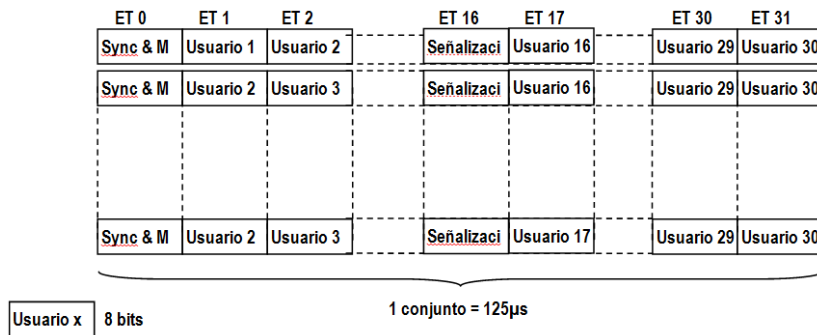 ET 0 ET 1 ET 2 ET 16 ET 17 ET 30 ET 31
Sync & M Usuario 1 Usuario 2 Señalizaci Usuario 16 Usuario 29 Usuario 30
Sync & M Usuario 2 Usuario 3 Señalizaci Usuario 16 Usuario 29 Usuario 30
Sync & M Usuario 2 Usuario 3 Señalizaci Usuario 17 Usuario 29 Usuario 30
1 conjunto = 125µs
Usuario x 8 bits